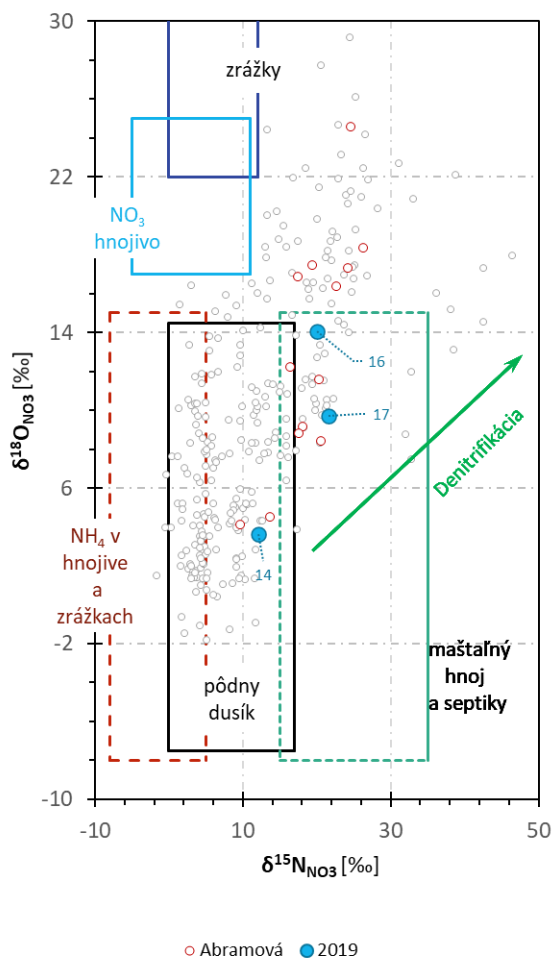 30
zrážky
22
NO3
hnojivo
14
16
17
δ18ONO3 [‰]
Denitrifikácia
6
NH4 v
hnojive
a
zrážkach
14
-2
maštaľný
hnoj
a septiky
pôdny
dusík
-10
-10
10
30
50
δ15NNO3 [‰]
Abramová
2019